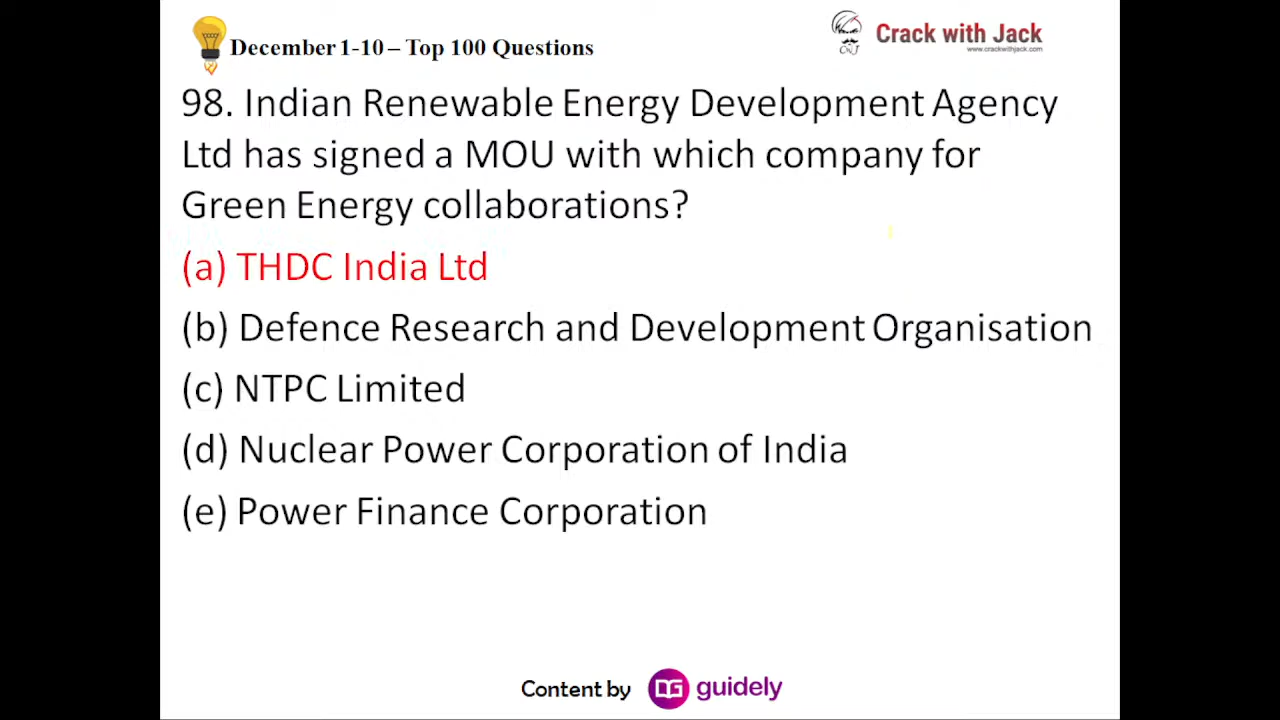 December 1-10 – Top 100 Questions
Crack with Jack
www.crackwithjack.com
CwJ
98. Indian Renewable Energy Development Agency
Ltd has signed a MOU with which company for
Green Energy collaborations?
(a) THDC India Ltd
(b) Defence Research and Development Organisation
(c) NTPC Limited
(d) Nuclear Power Corporation of India
(e) Power Finance Corporation
Content by DG guidely